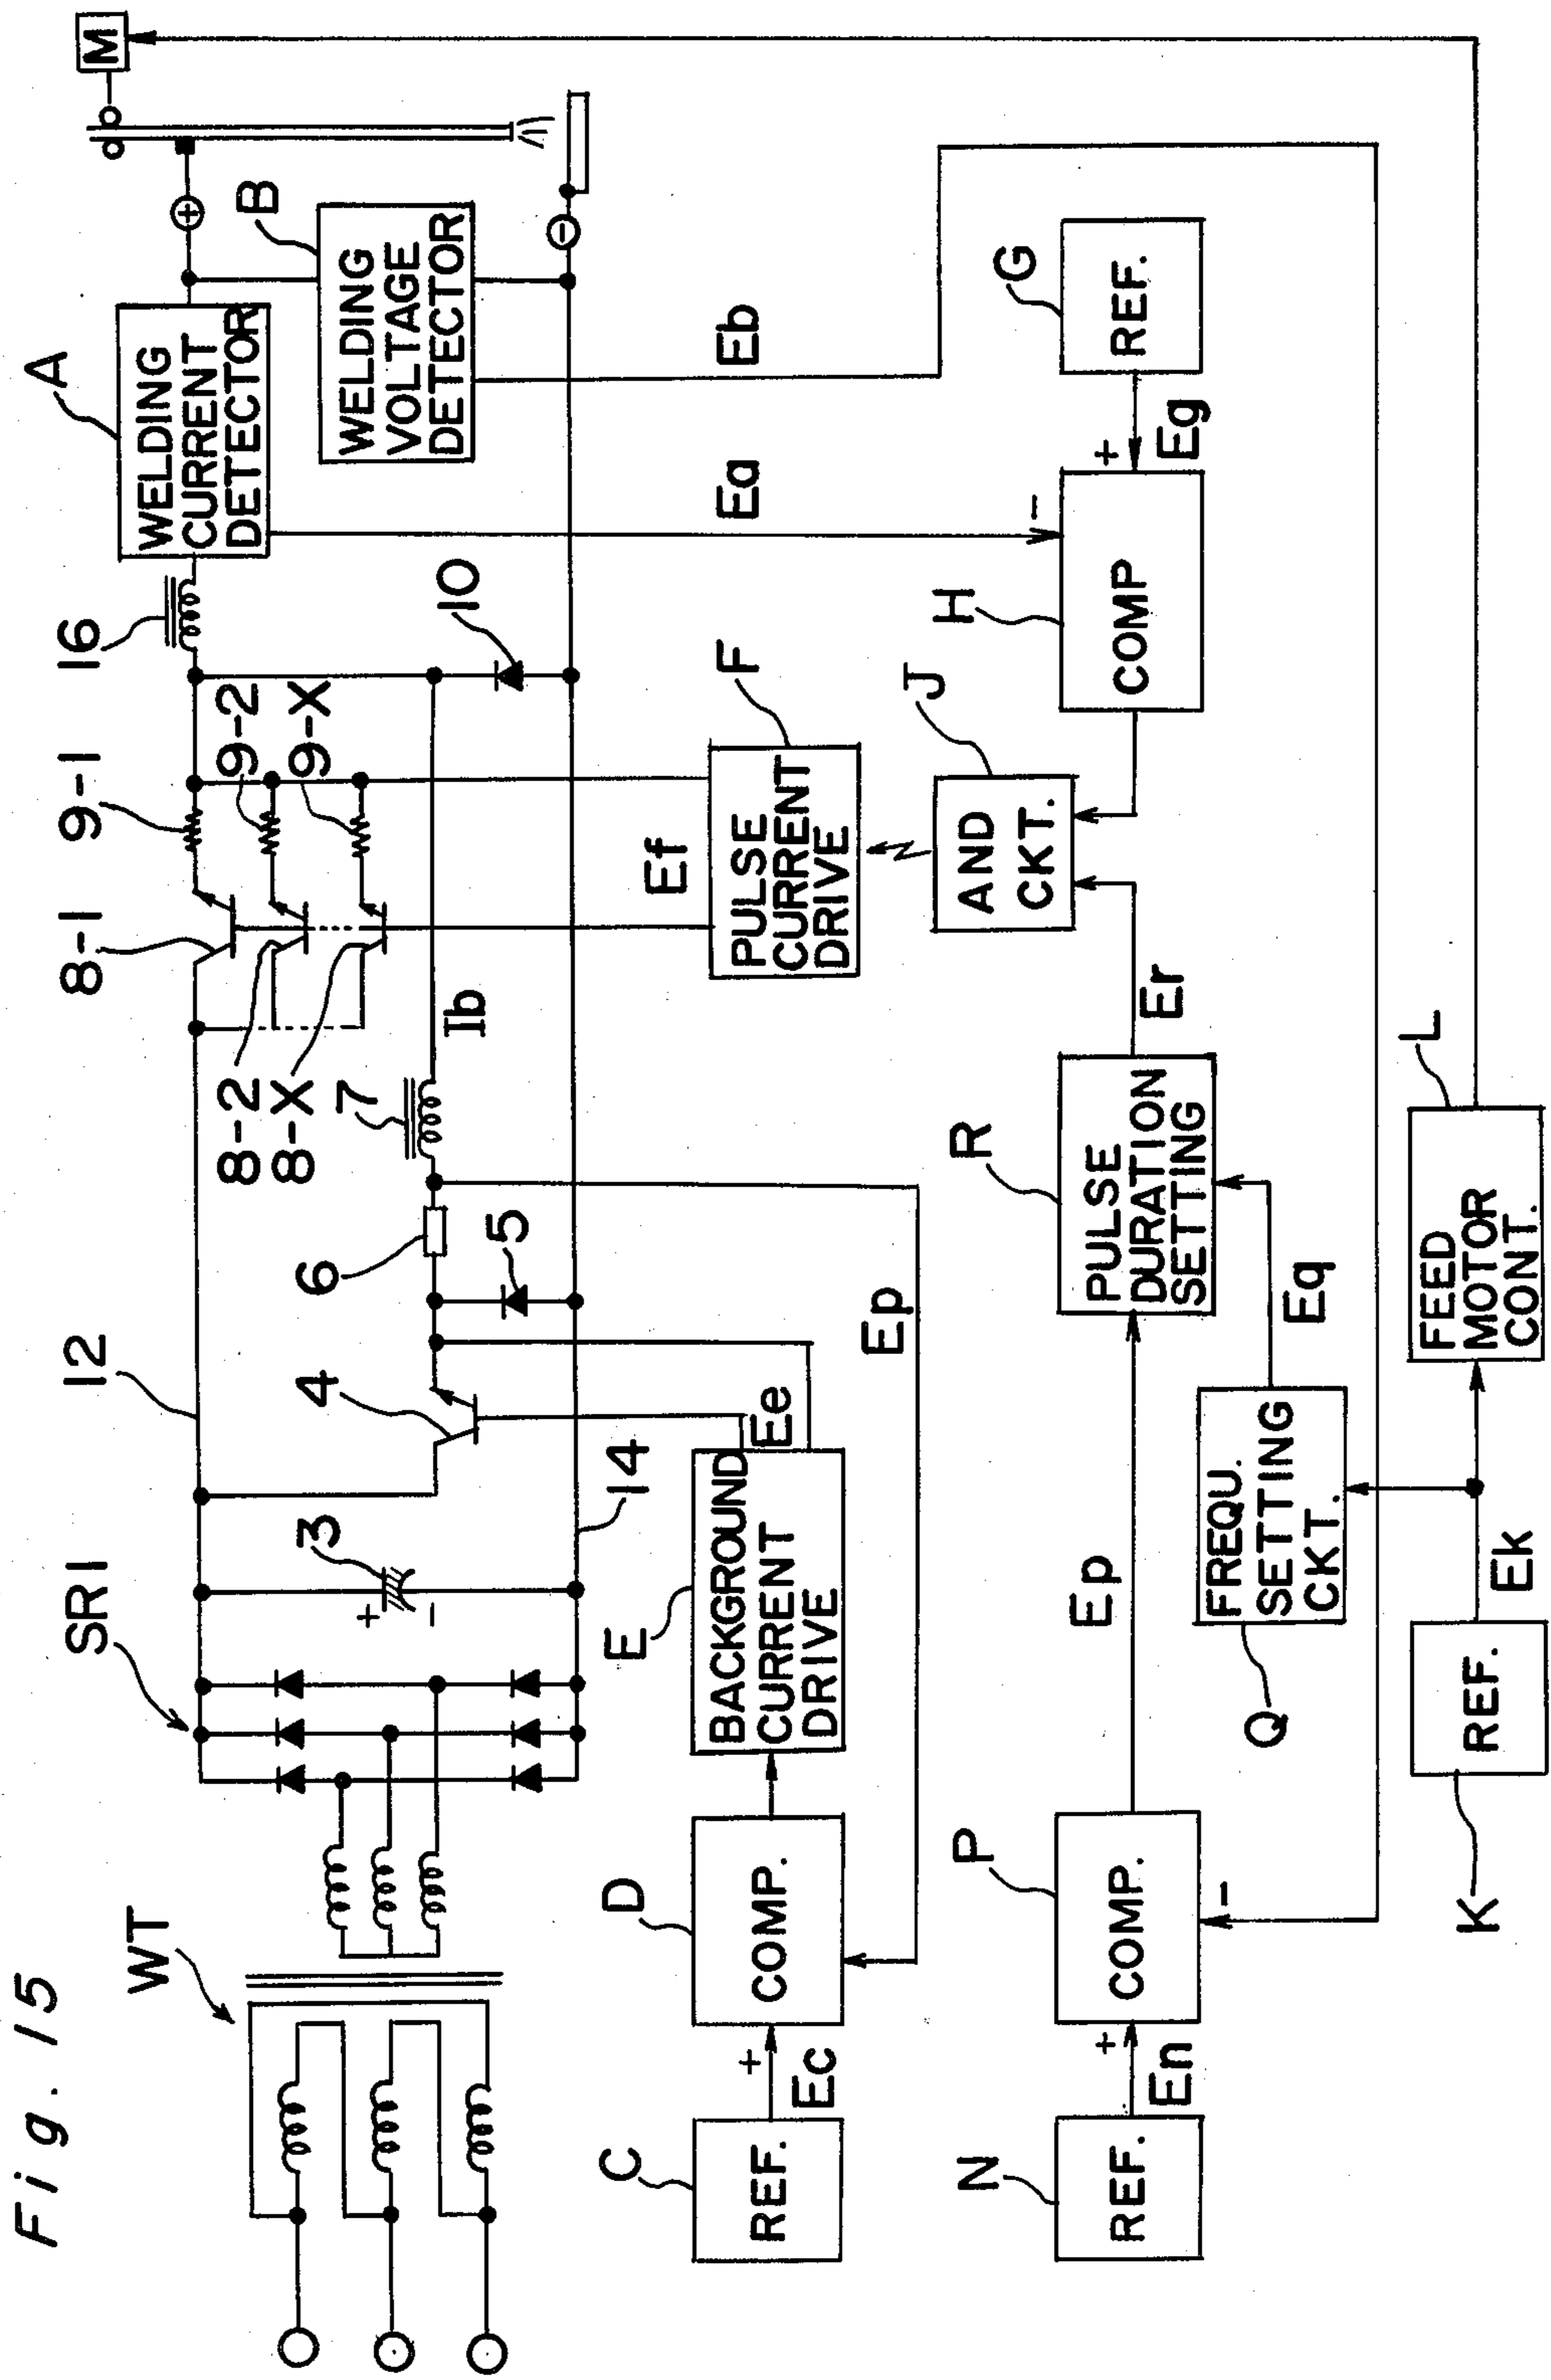 Fig. 15
WT
SR1
12
3
4
5
6
7
14
8-1
8-2
8-X
9-1
9-2
9-X
Ib
10
16
A
WELDING
CURRENT
DETECTOR
B
WELDING
VOLTAGE
DETECTOR
M
+
-
+
-
C
REF.
+
Ec
D
COMP.
E
BACKGROUND
CURRENT
DRIVE
Ee
Ep
Ef
F
PULSE
CURRENT
DRIVE
Ea
Eb
N
REF.
+
En
P
COMP.
-
Ep
R
PULSE
DURATION
SETTING
Er
J
AND
CKT.
H
COMP
-
+
Eg
G
REF.
Q
FREQU.
SETTING
CKT.
Eq
K
REF.
Ek
L
FEED
MOTOR
CONT.